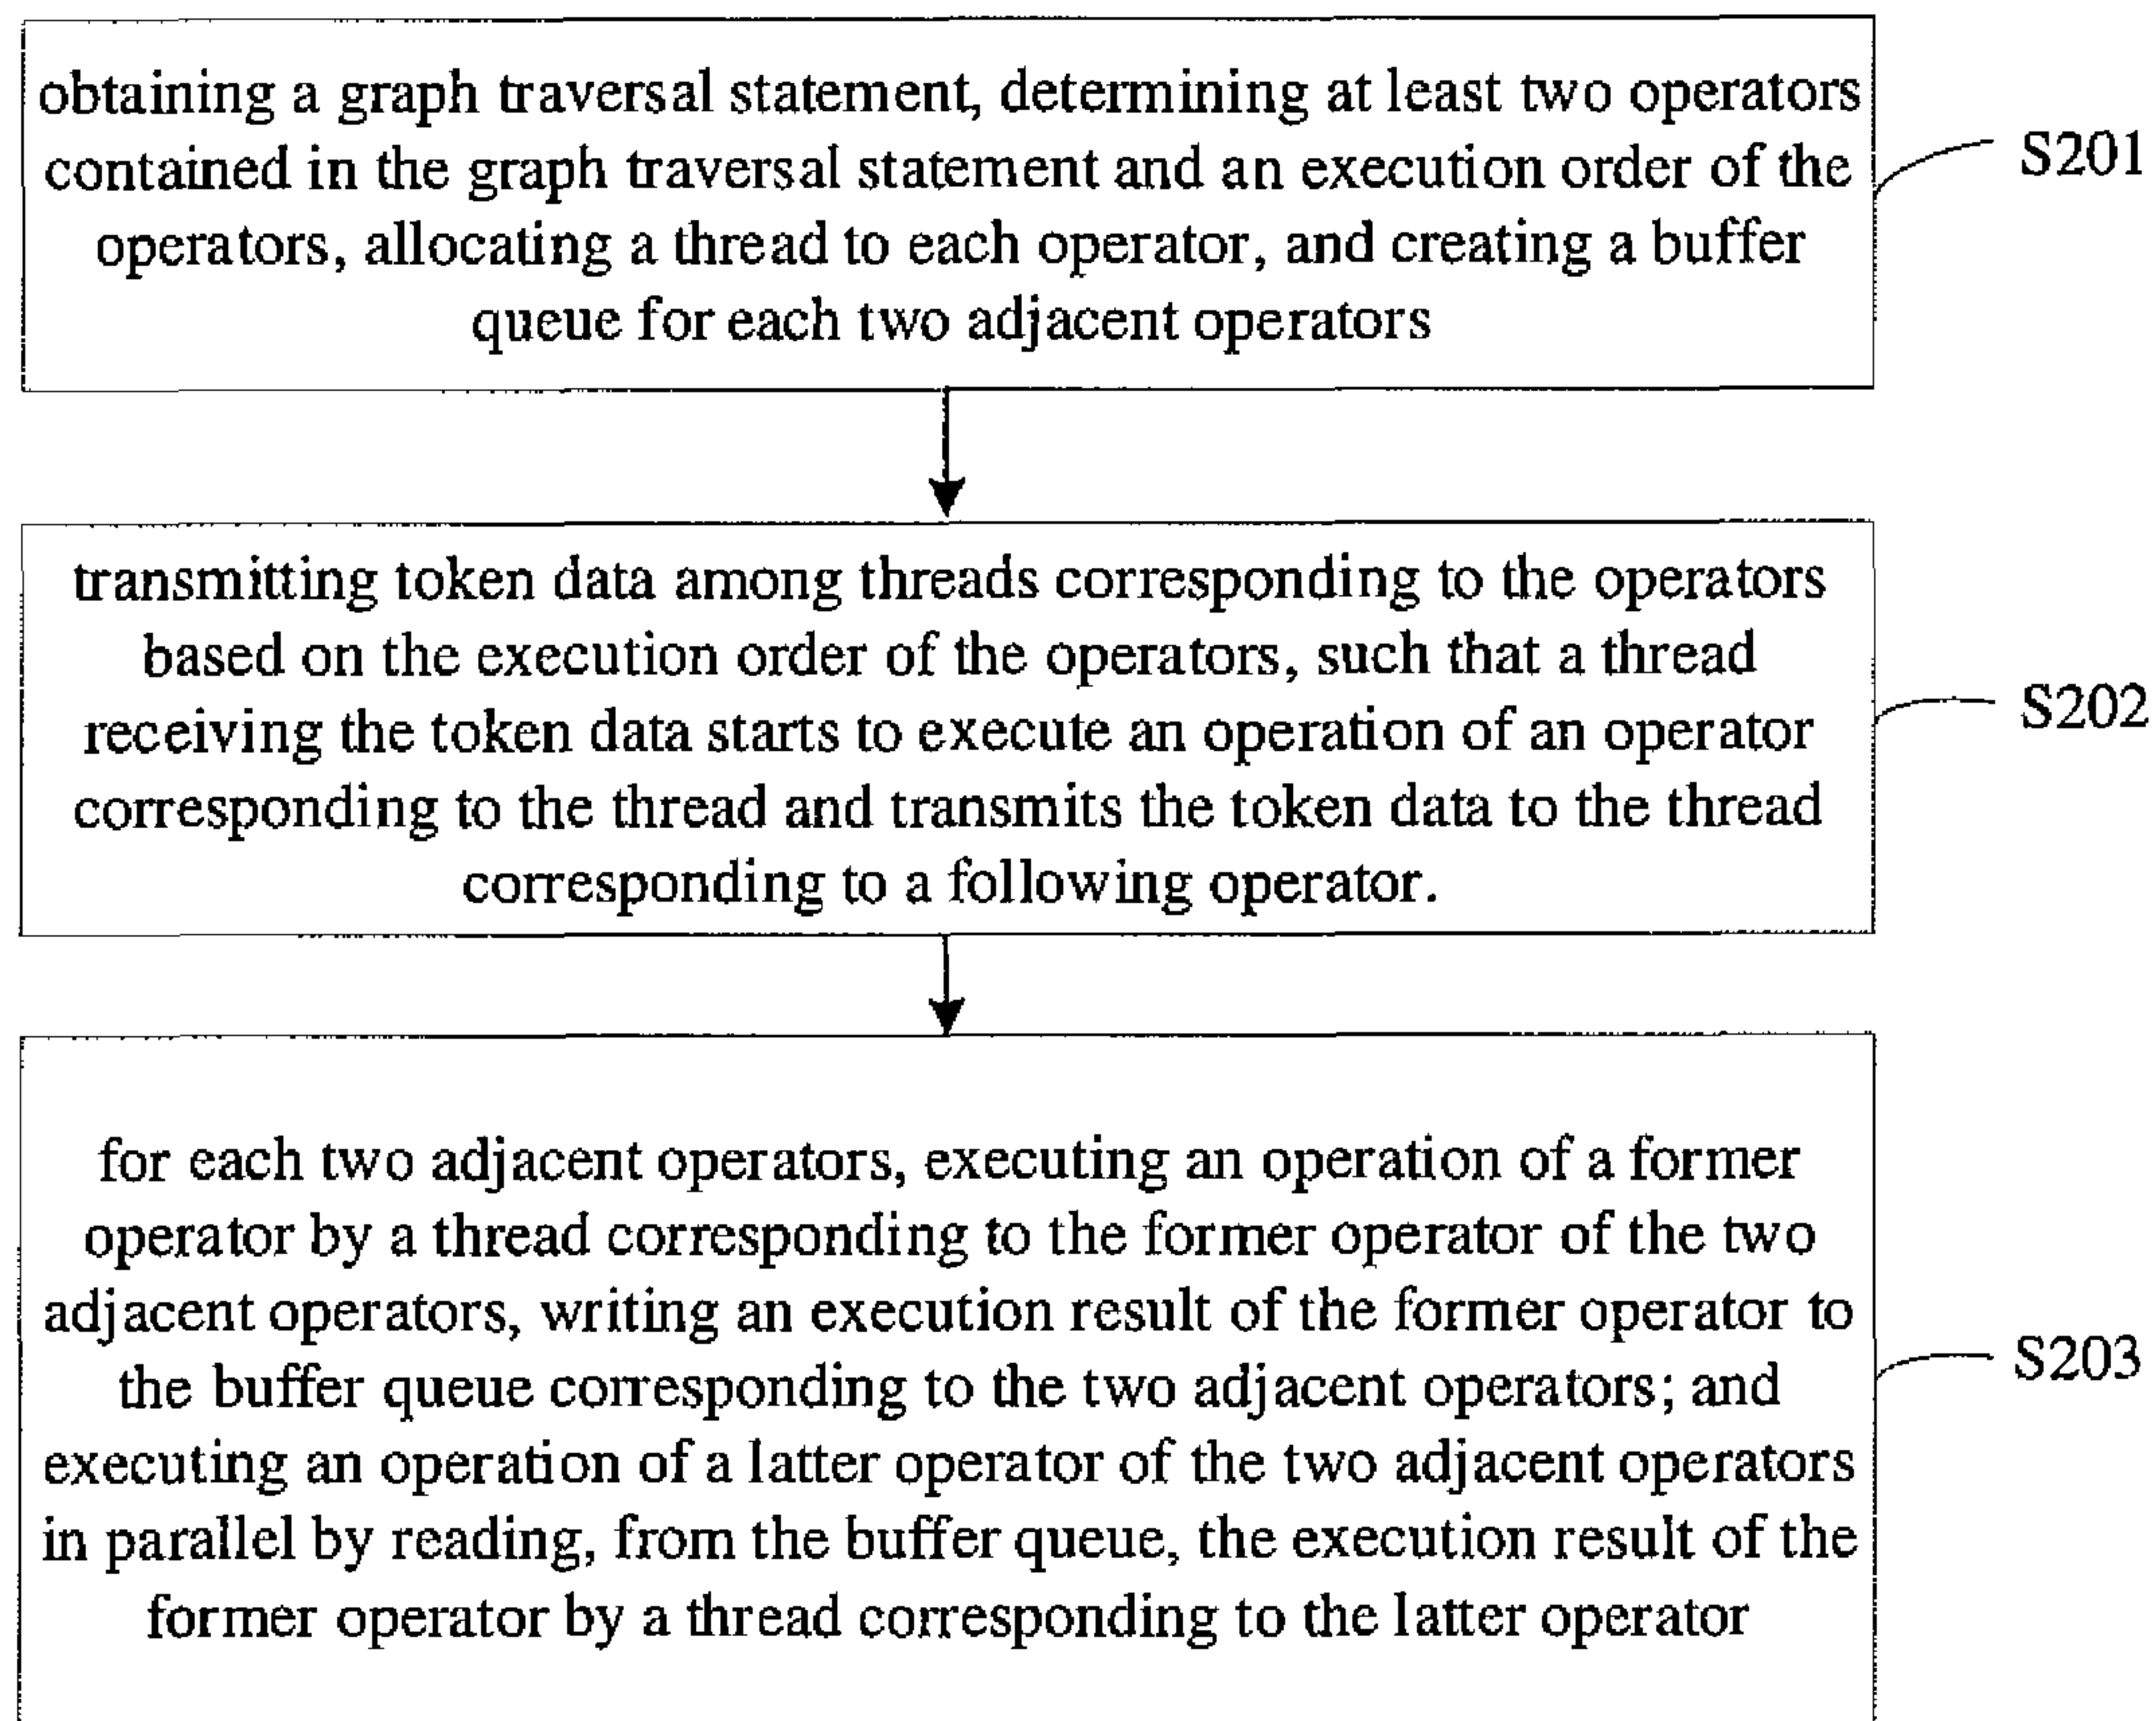 obtaining a graph traversal statement, determining at least two operators
contained in the graph traversal statement and an execution order of the
operators, allocating a thread to each operator, and creating a buffer
queue for each two adjacent operators
S201
transmitting token data among threads corresponding to the operators
based on the execution order of the operators, such that a thread
receiving the token data starts to execute an operation of an operator
corresponding to the thread and transmits the token data to the thread
corresponding to a following operator.
S202
for each two adjacent operators, executing an operation of a former
operator by a thread corresponding to the former operator of the two
adjacent operators, writing an execution result of the former operator to
the buffer queue corresponding to the two adjacent operators; and
executing an operation of a latter operator of the two adjacent operators
in parallel by reading, from the buffer queue, the execution result of the
former operator by a thread corresponding to the latter operator
S203